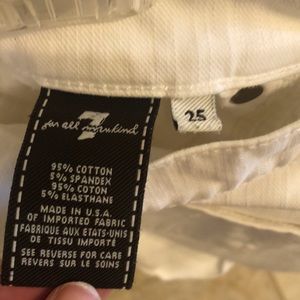 7
for all mankind
25
95% COTTON
5% SPANDEX
95% COTON
5% ELASTHANE
MADE IN U.S.A.
OF IMPORTED FABRIC
FABRIQUE AUX ETATS-UNIS
DE TISSU IMPORTÉ
SEE REVERSE FOR CARE
REVERS SUR LE SOINS